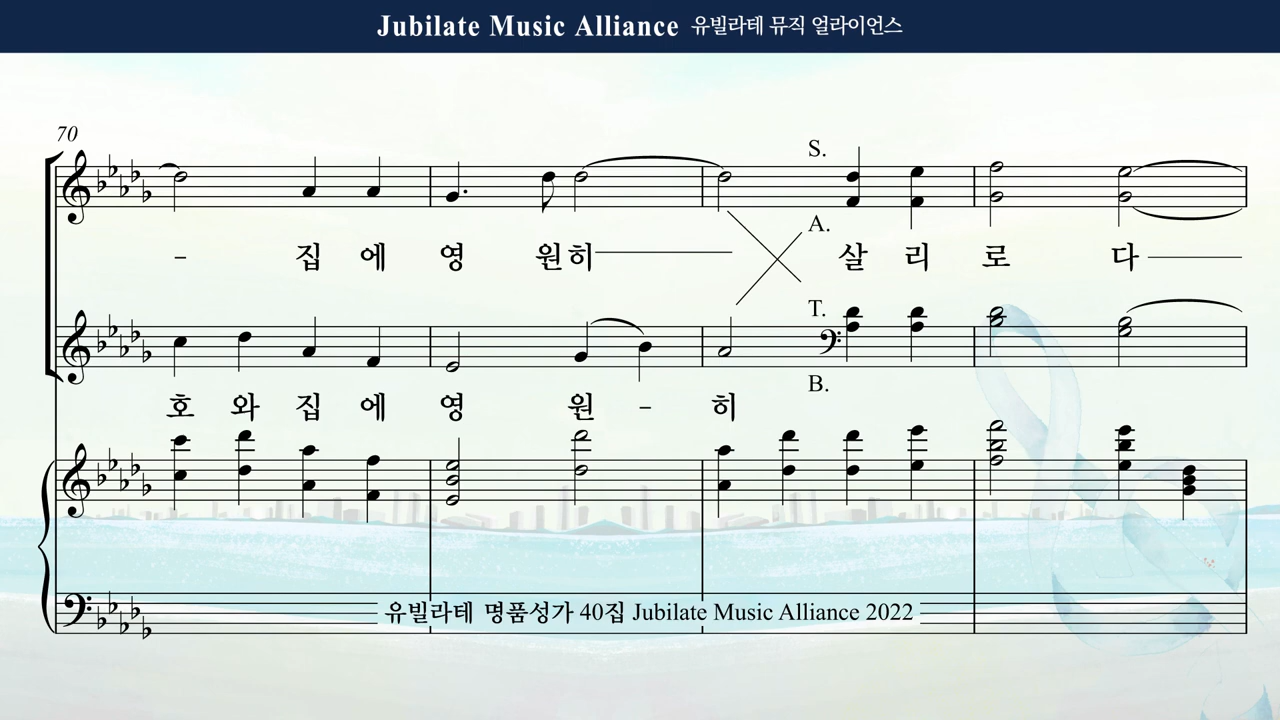 Jubilate Music Alliance 유빌라테 뮤직 얼라이언스
70
S.
A.
- 집 에 영 원 히 살 리 로 다
T.
B.
호 와 집 에 영 원 - 히
유빌라테 명품성가 40집 Jubilate Music Alliance 2022